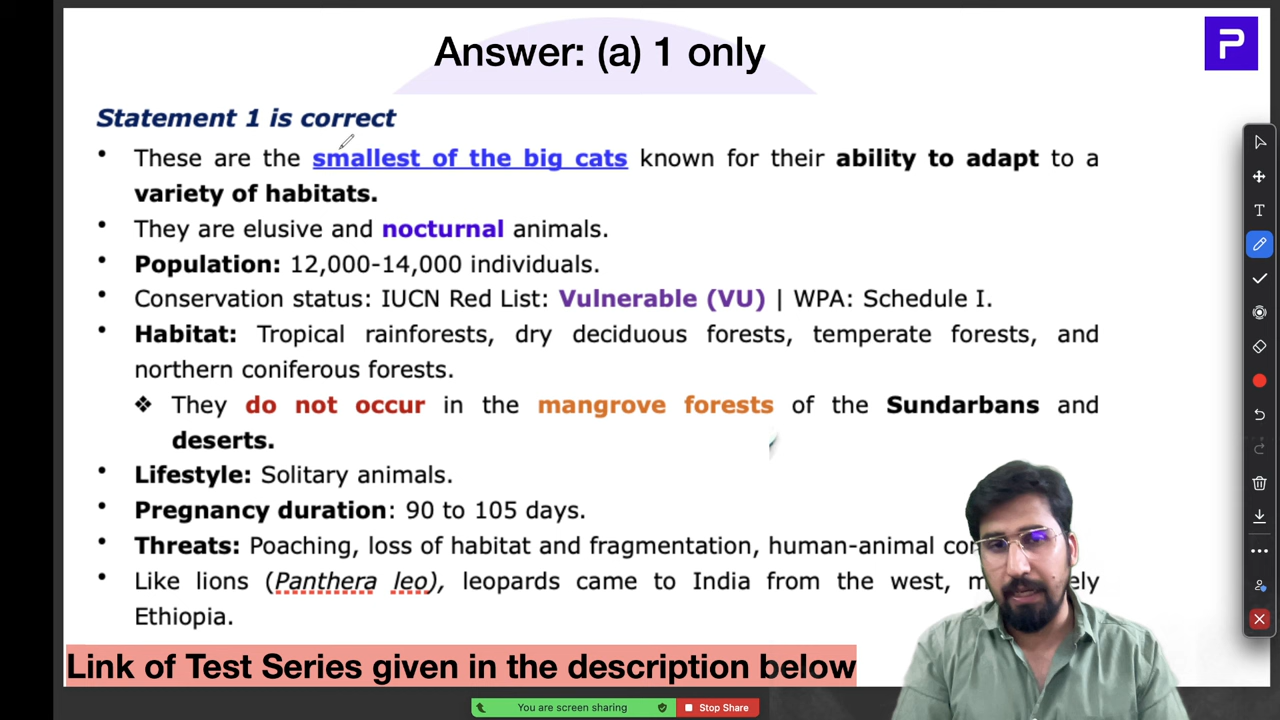 P
Answer: (a) 1 only
Statement 1 is correct
• These are the smallest of the big cats known for their ability to adapt to a
variety of habitats.
• They are elusive and nocturnal animals.
• Population: 12,000-14,000 individuals.
• Conservation status: IUCN Red List: Vulnerable (VU) | WPA: Schedule I.
• Habitat: Tropical rainforests, dry deciduous forests, temperate forests, and
northern coniferous forests.
❖ They do not occur in the mangrove forests of the Sundarbans and
deserts.
• Lifestyle: Solitary animals.
• Pregnancy duration: 90 to 105 days.
• Threats: Poaching, loss of habitat and fragmentation, human-animal
• Like lions (Panthera leo), leopards came to India from the west,
Ethiopia.
Link of Test Series given in the description below
You are screen sharing
Stop Share